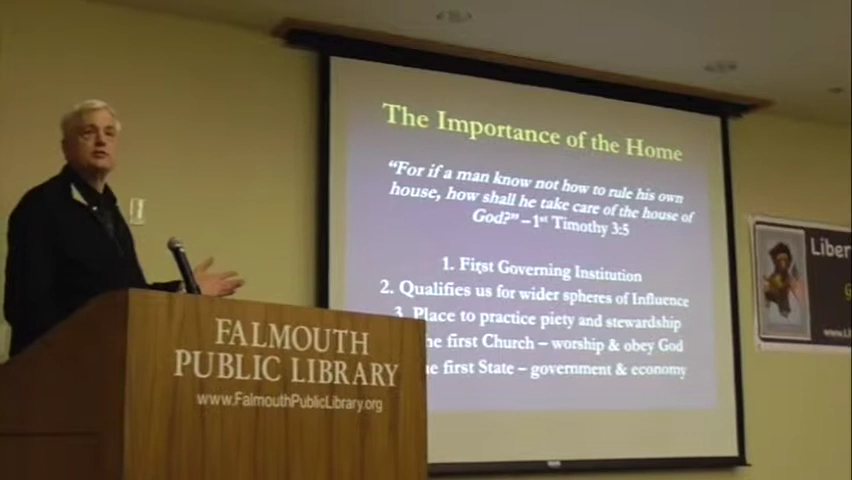 The Importance of the Home
“For if a man know not how to rule his own
house, how shall he take care of the house of
God?” – 1st Timothy 3:5
1. First Governing Institution
2. Qualifies us for wider spheres of Influence
3. Place to practice piety and stewardship
he first Church – worship & obey God
he first State – government & economy
FALMOUTH
PUBLIC LIBRARY
www.FalmouthPublicLibrary.org
Liber
www.L